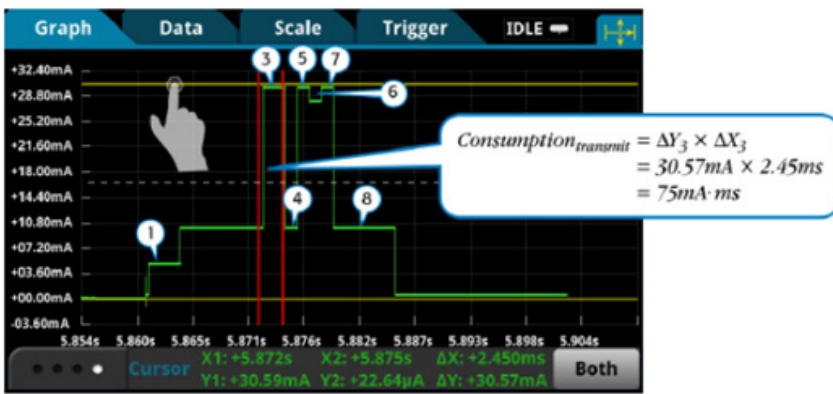 Graph Data Scale Trigger IDLE
+32.40mA
+28.80mA
+25.20mA
+21.60mA
+18.00mA
+14.40mA
+10.80mA
+07.20mA
+03.60mA
+00.00mA
-03.60mA
3 5 7
6
4 8
1
Consumption transmit = ΔY3 × ΔX3
= 30.57mA × 2.45ms
= 75mA·ms
5.854s 5.860s 5.865s 5.871s 5.876s 5.882s 5.887s 5.893s 5.898s 5.904s
Cursor
X1: +5.872s X2: +5.875s ΔX: +2.450ms
Y1: +30.59mA Y2: +22.64µA ΔY: +30.57mA
Both